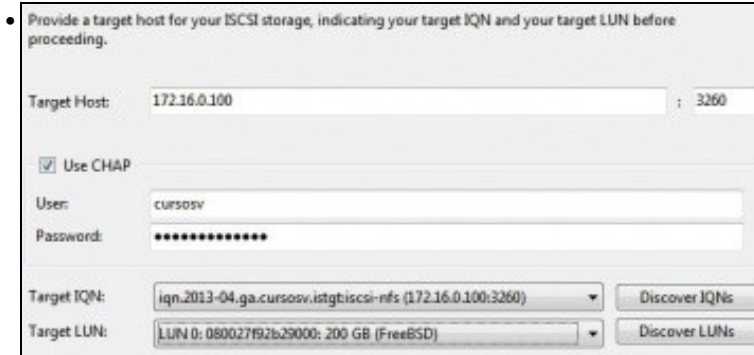 Provide a target host for your ISCSI storage, indicating your target IQN and your target LUN before
proceeding.
Target Host: 172.16.0.100 : 3260
Use CHAP
User: cursosv
Password: •••••••••••••
Target IQN: iqn.2013-04.ga.cursosv.istgt:iscsi-nfs (172.16.0.100:3260) Discover IQNs
Target LUN: LUN 0: 080027f92b29000: 200 GB (FreeBSD) Discover LUNs